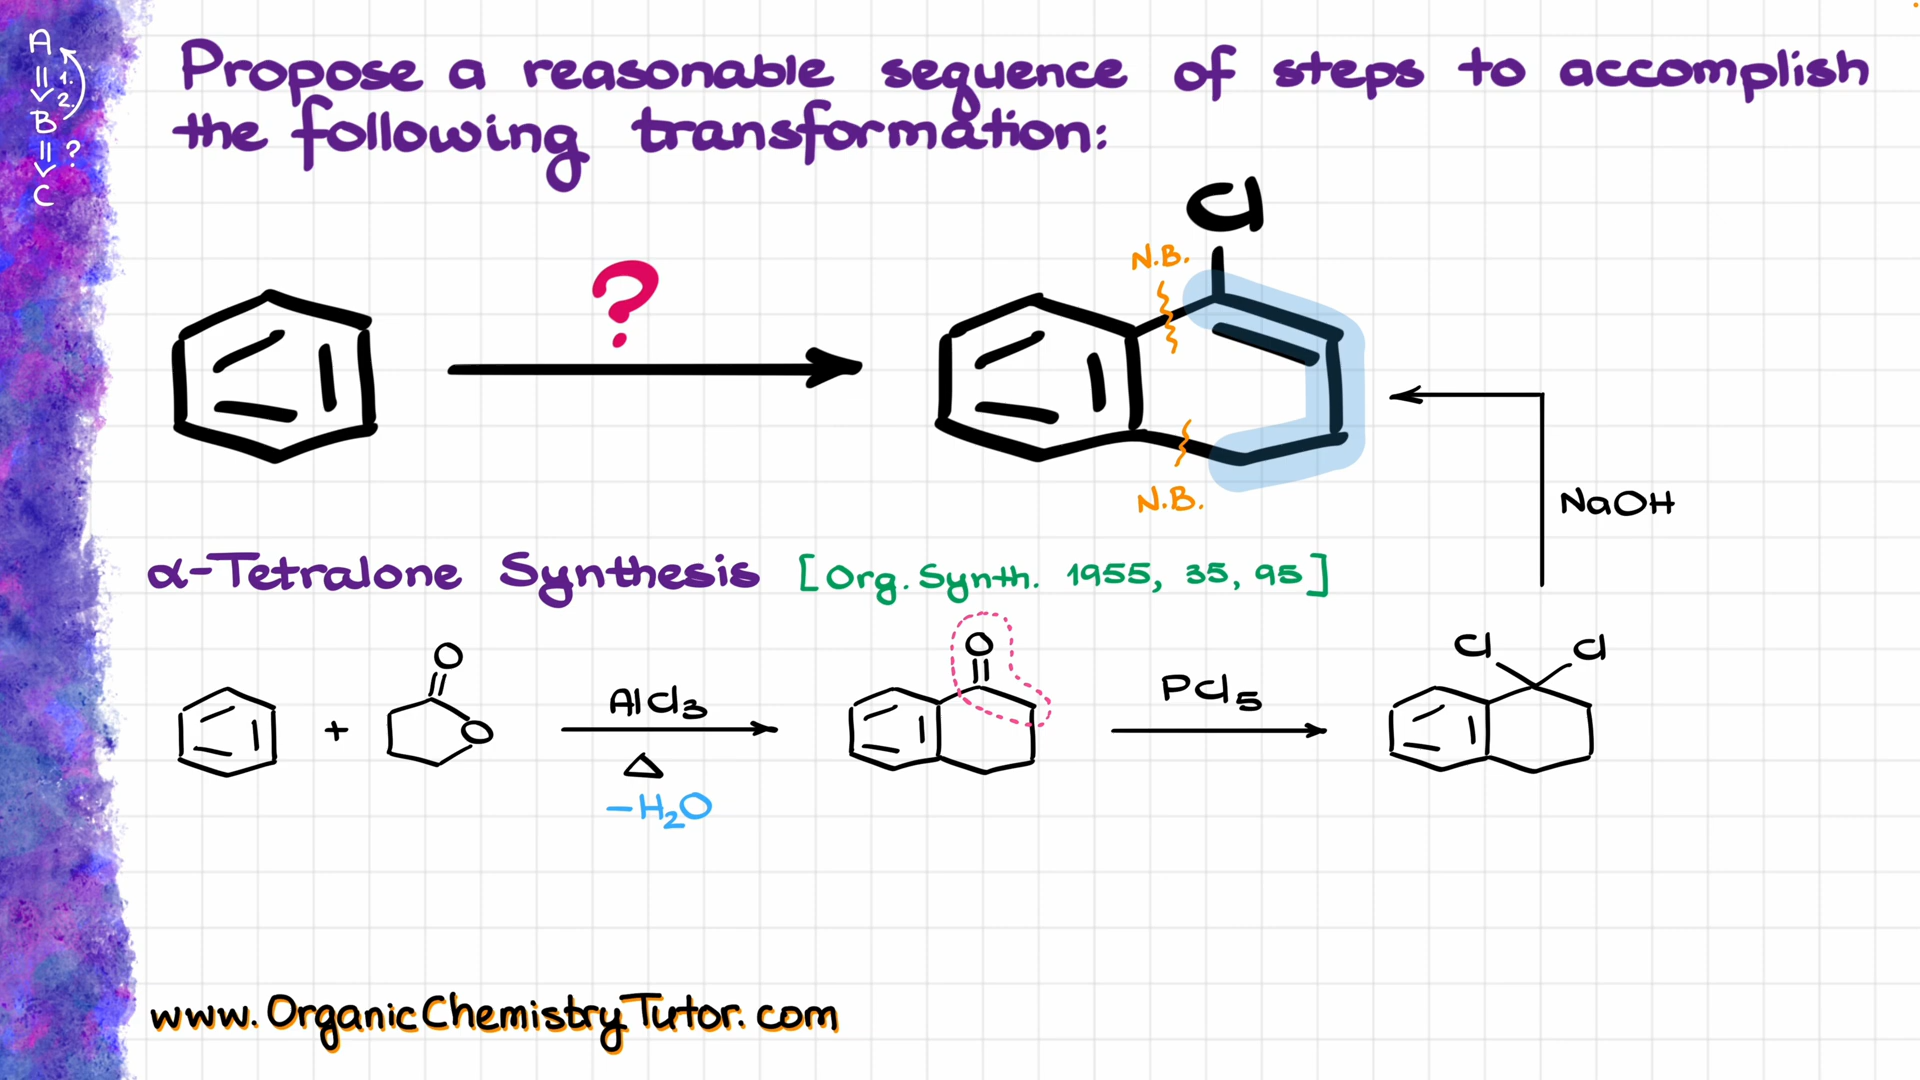 A
1.
2.
B
?
C
Propose a reasonable sequence of steps to accomplish
the following transformation:
Cl
N.B.
?
N.B.
NaOH
α-Tetralone Synthesis [Org. Synth. 1955, 35, 95]
O
O
+
AlCl3
Δ
-H2O
O
PCl5
Cl Cl
www.OrganicChemistryTutor.com